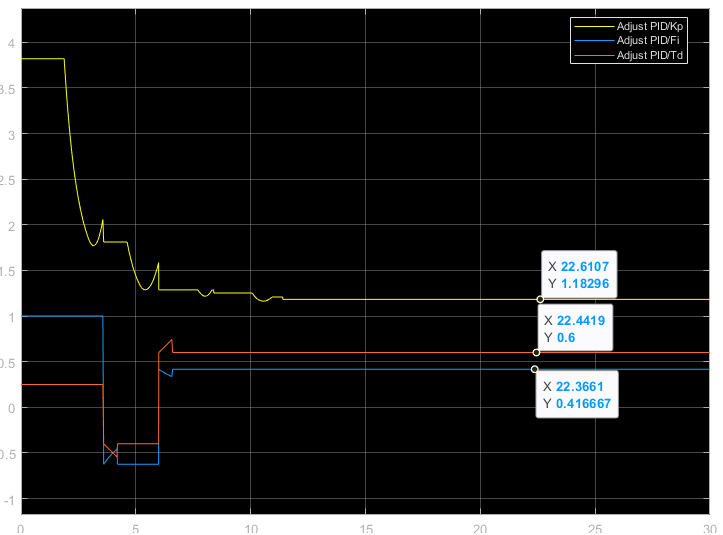 Adjust PID/Kp
Adjust PID/Fi
Adjust PID/Td
4
3.5
3
2.5
2
1.5
1
0.5
0
0.5
-1
X 22.6107
Y 1.18296
X 22.4419
Y 0.6
X 22.3661
Y 0.416667
0 5 10 15 20 25 30